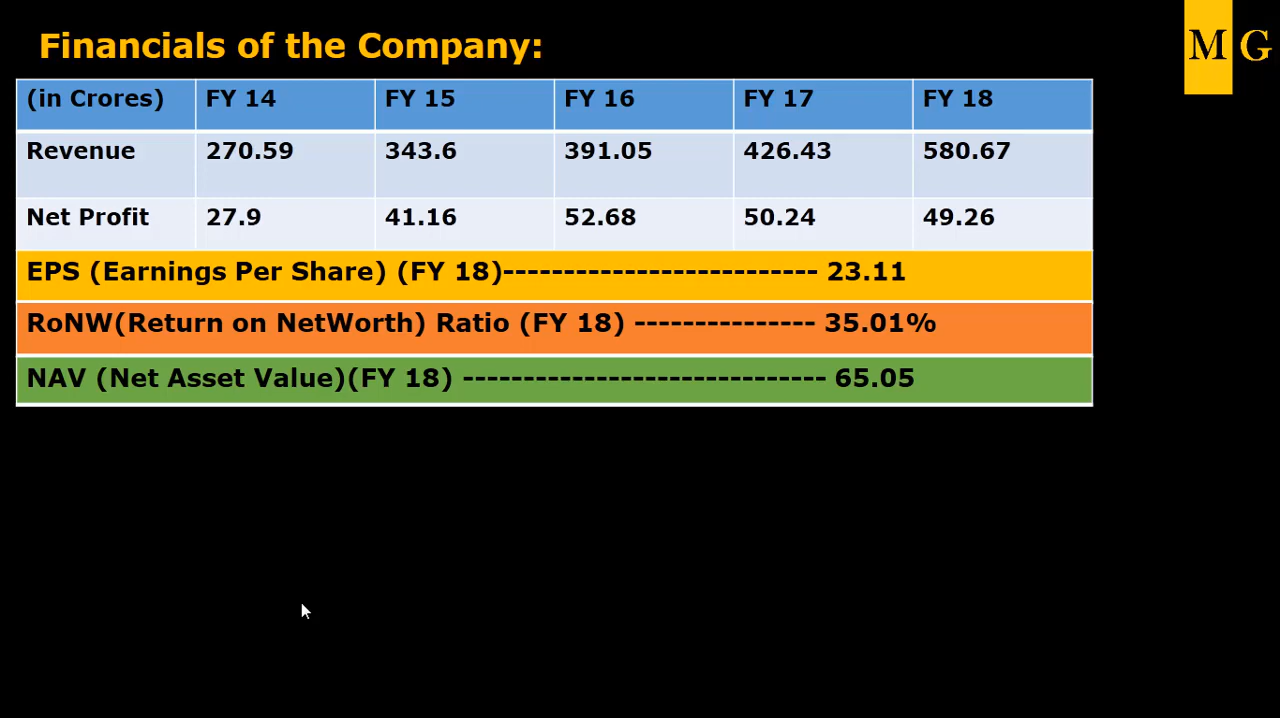 Financials of the Company:
M G
(in Crores) FY 14 FY 15 FY 16 FY 17 FY 18
Revenue 270.59 343.6 391.05 426.43 580.67
Net Profit 27.9 41.16 52.68 50.24 49.26
EPS (Earnings Per Share) (FY 18)-------------------------- 23.11
RoNW(Return on NetWorth) Ratio (FY 18) --------------- 35.01%
NAV (Net Asset Value)(FY 18) ------------------------------ 65.05